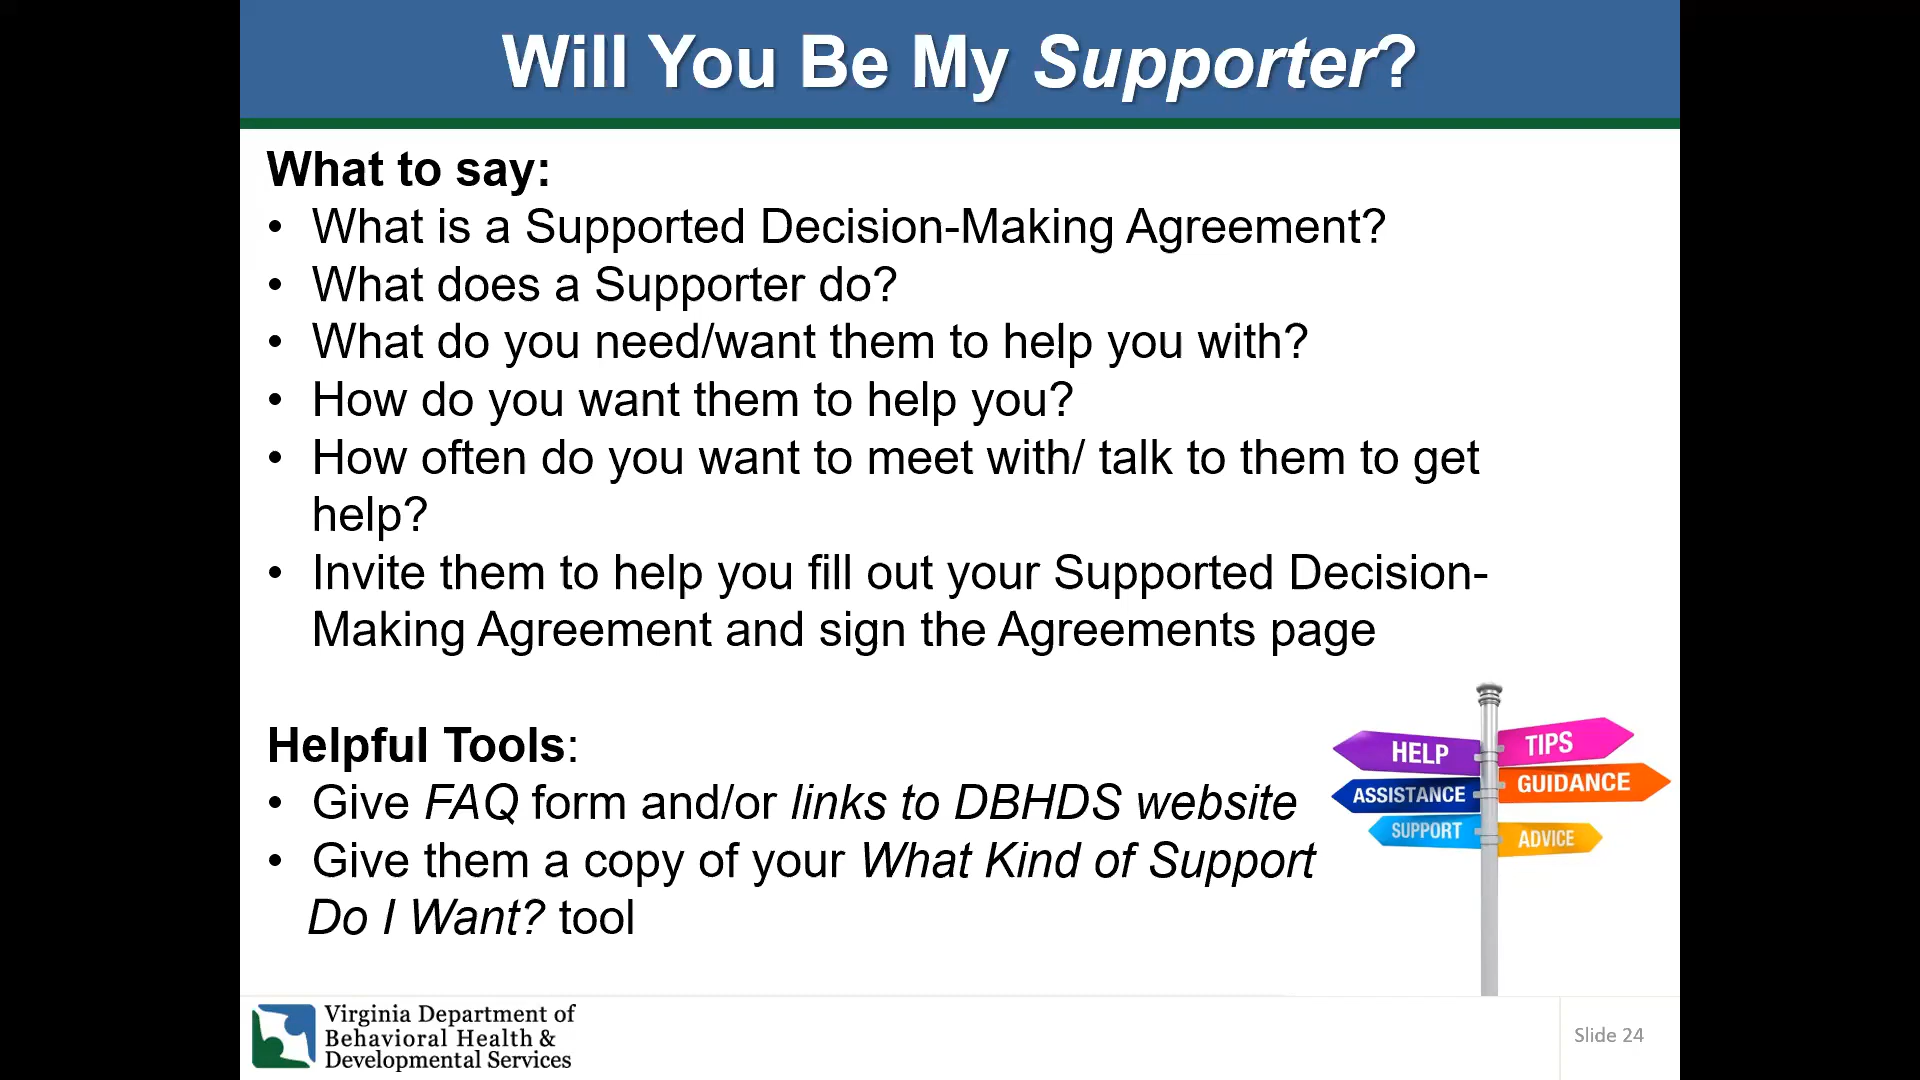 Will You Be My Supporter?
What to say:
• What is a Supported Decision-Making Agreement?
• What does a Supporter do?
• What do you need/want them to help you with?
• How do you want them to help you?
• How often do you want to meet with/ talk to them to get
help?
• Invite them to help you fill out your Supported Decision-
Making Agreement and sign the Agreements page
Helpful Tools:
• Give FAQ form and/or links to DBHDS website
• Give them a copy of your What Kind of Support
Do I Want? tool
HELP
TIPS
ASSISTANCE
GUIDANCE
SUPPORT
ADVICE
Virginia Department of
Behavioral Health &
Developmental Services
Slide 24